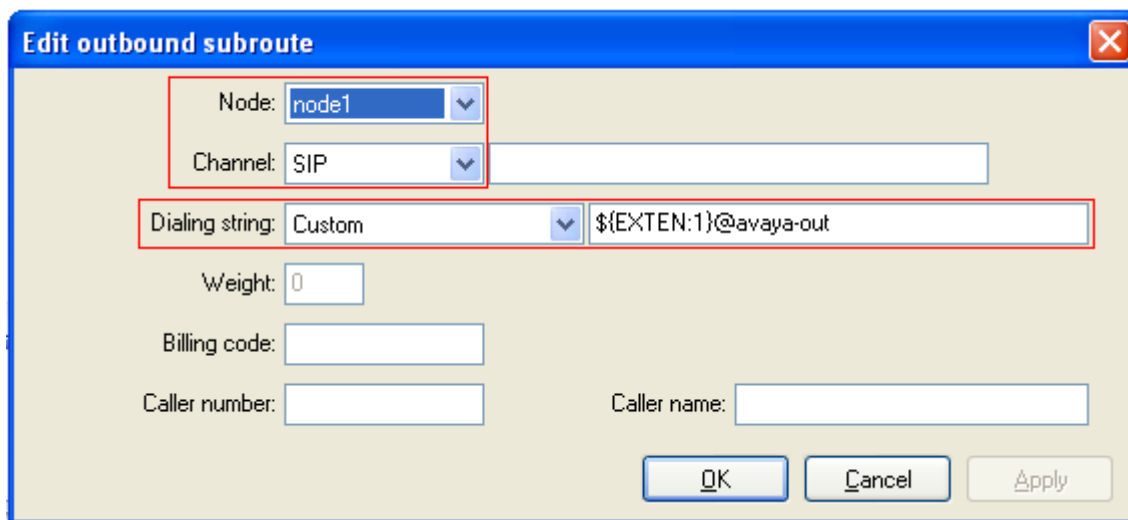 Edit outbound subroute
Node: node1
Channel: SIP
Dialing string: Custom ${EXTEN:1}@avaya-out
Weight: 0
Billing code:
Caller number: Caller name:
OK Cancel Apply